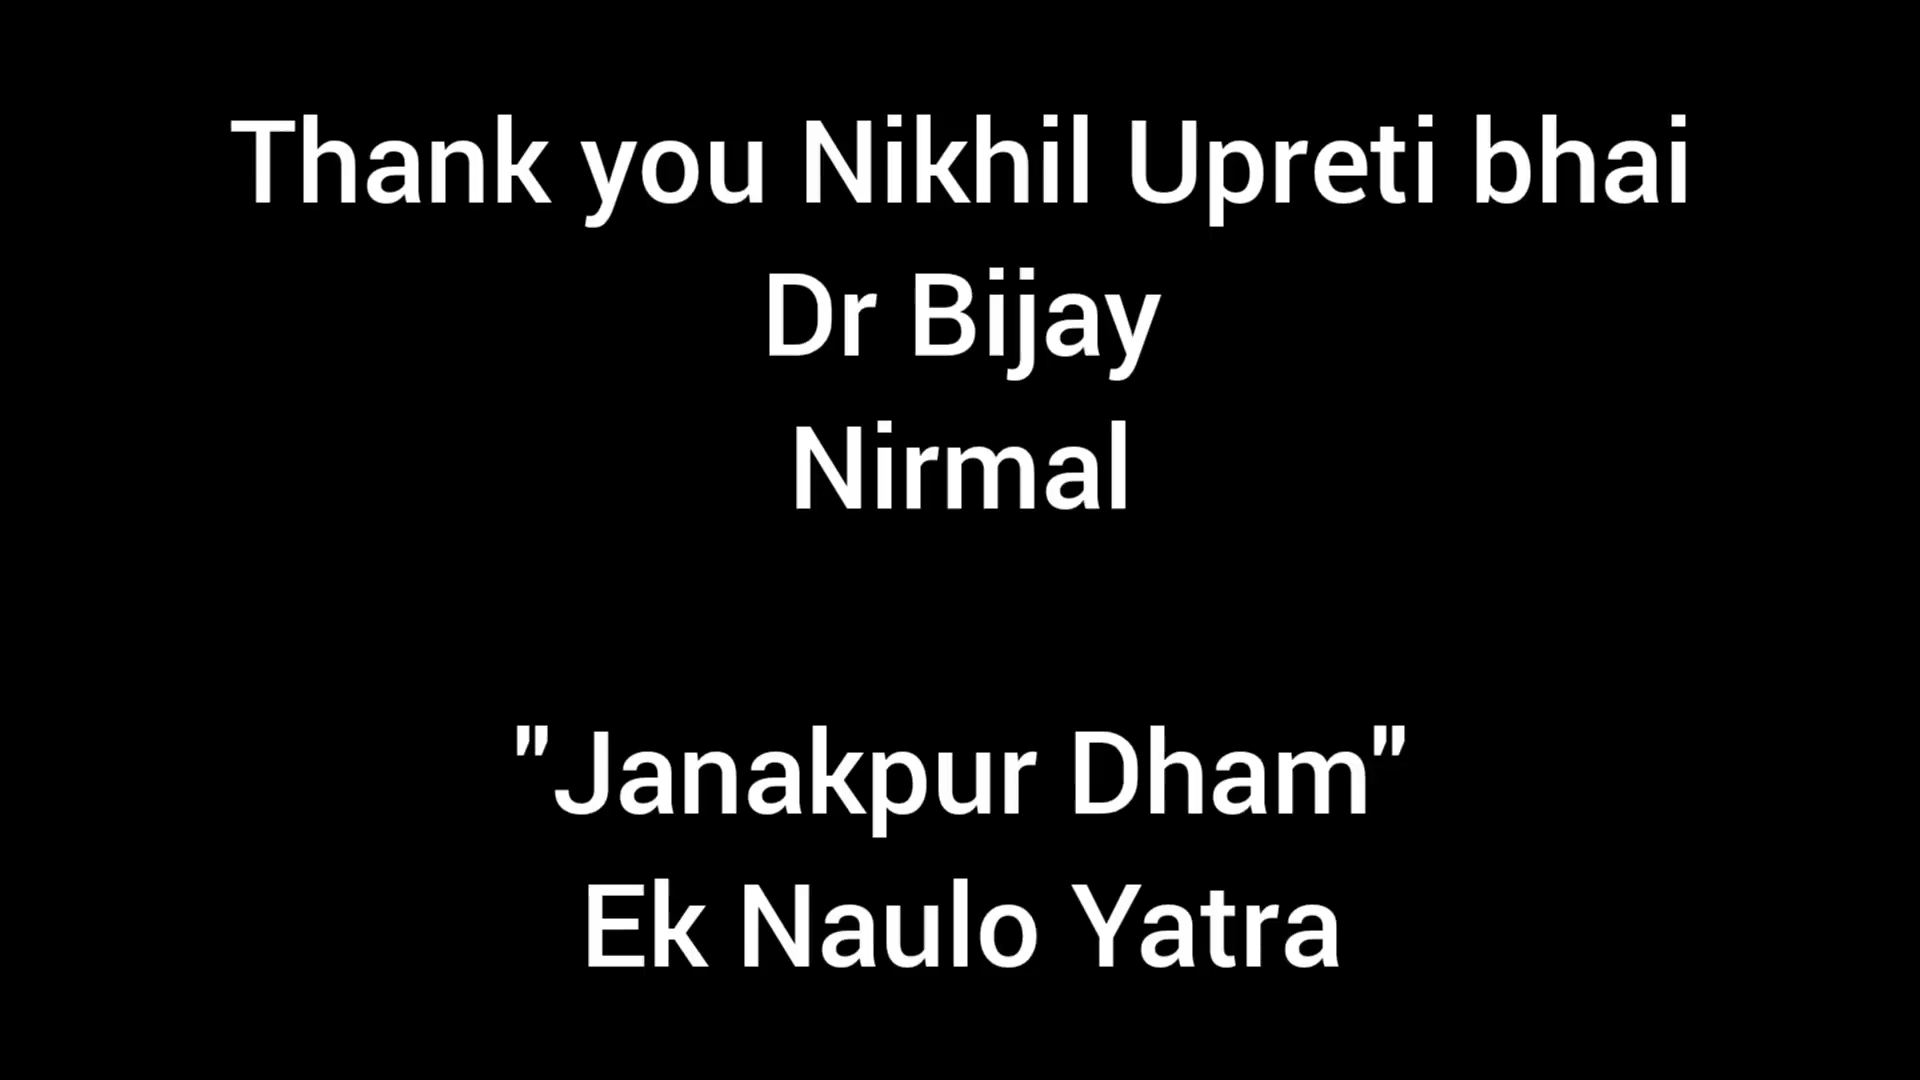 Thank you Nikhil Upreti bhai
Dr Bijay
Nirmal
"Janakpur Dham"
Ek Naulo Yatra